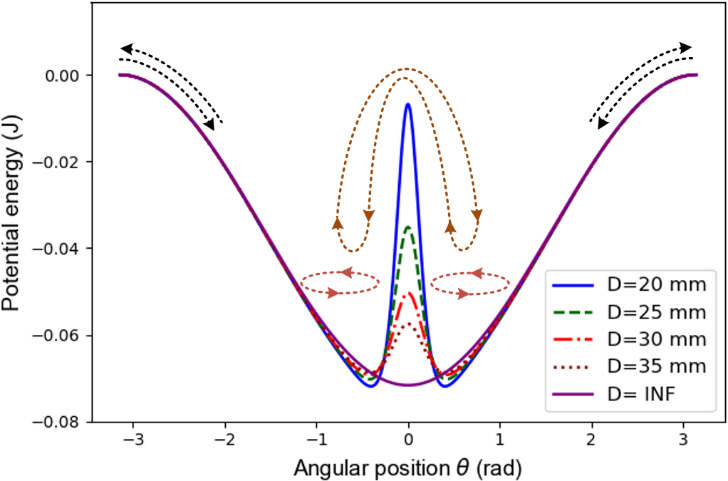 Potential energy (J)
0.00
−0.02
−0.04
−0.06
−0.08
D=20 mm
D=25 mm
D=30 mm
D=35 mm
D= INF
−3
−2
−1
0
1
2
3
Angular position θ (rad)